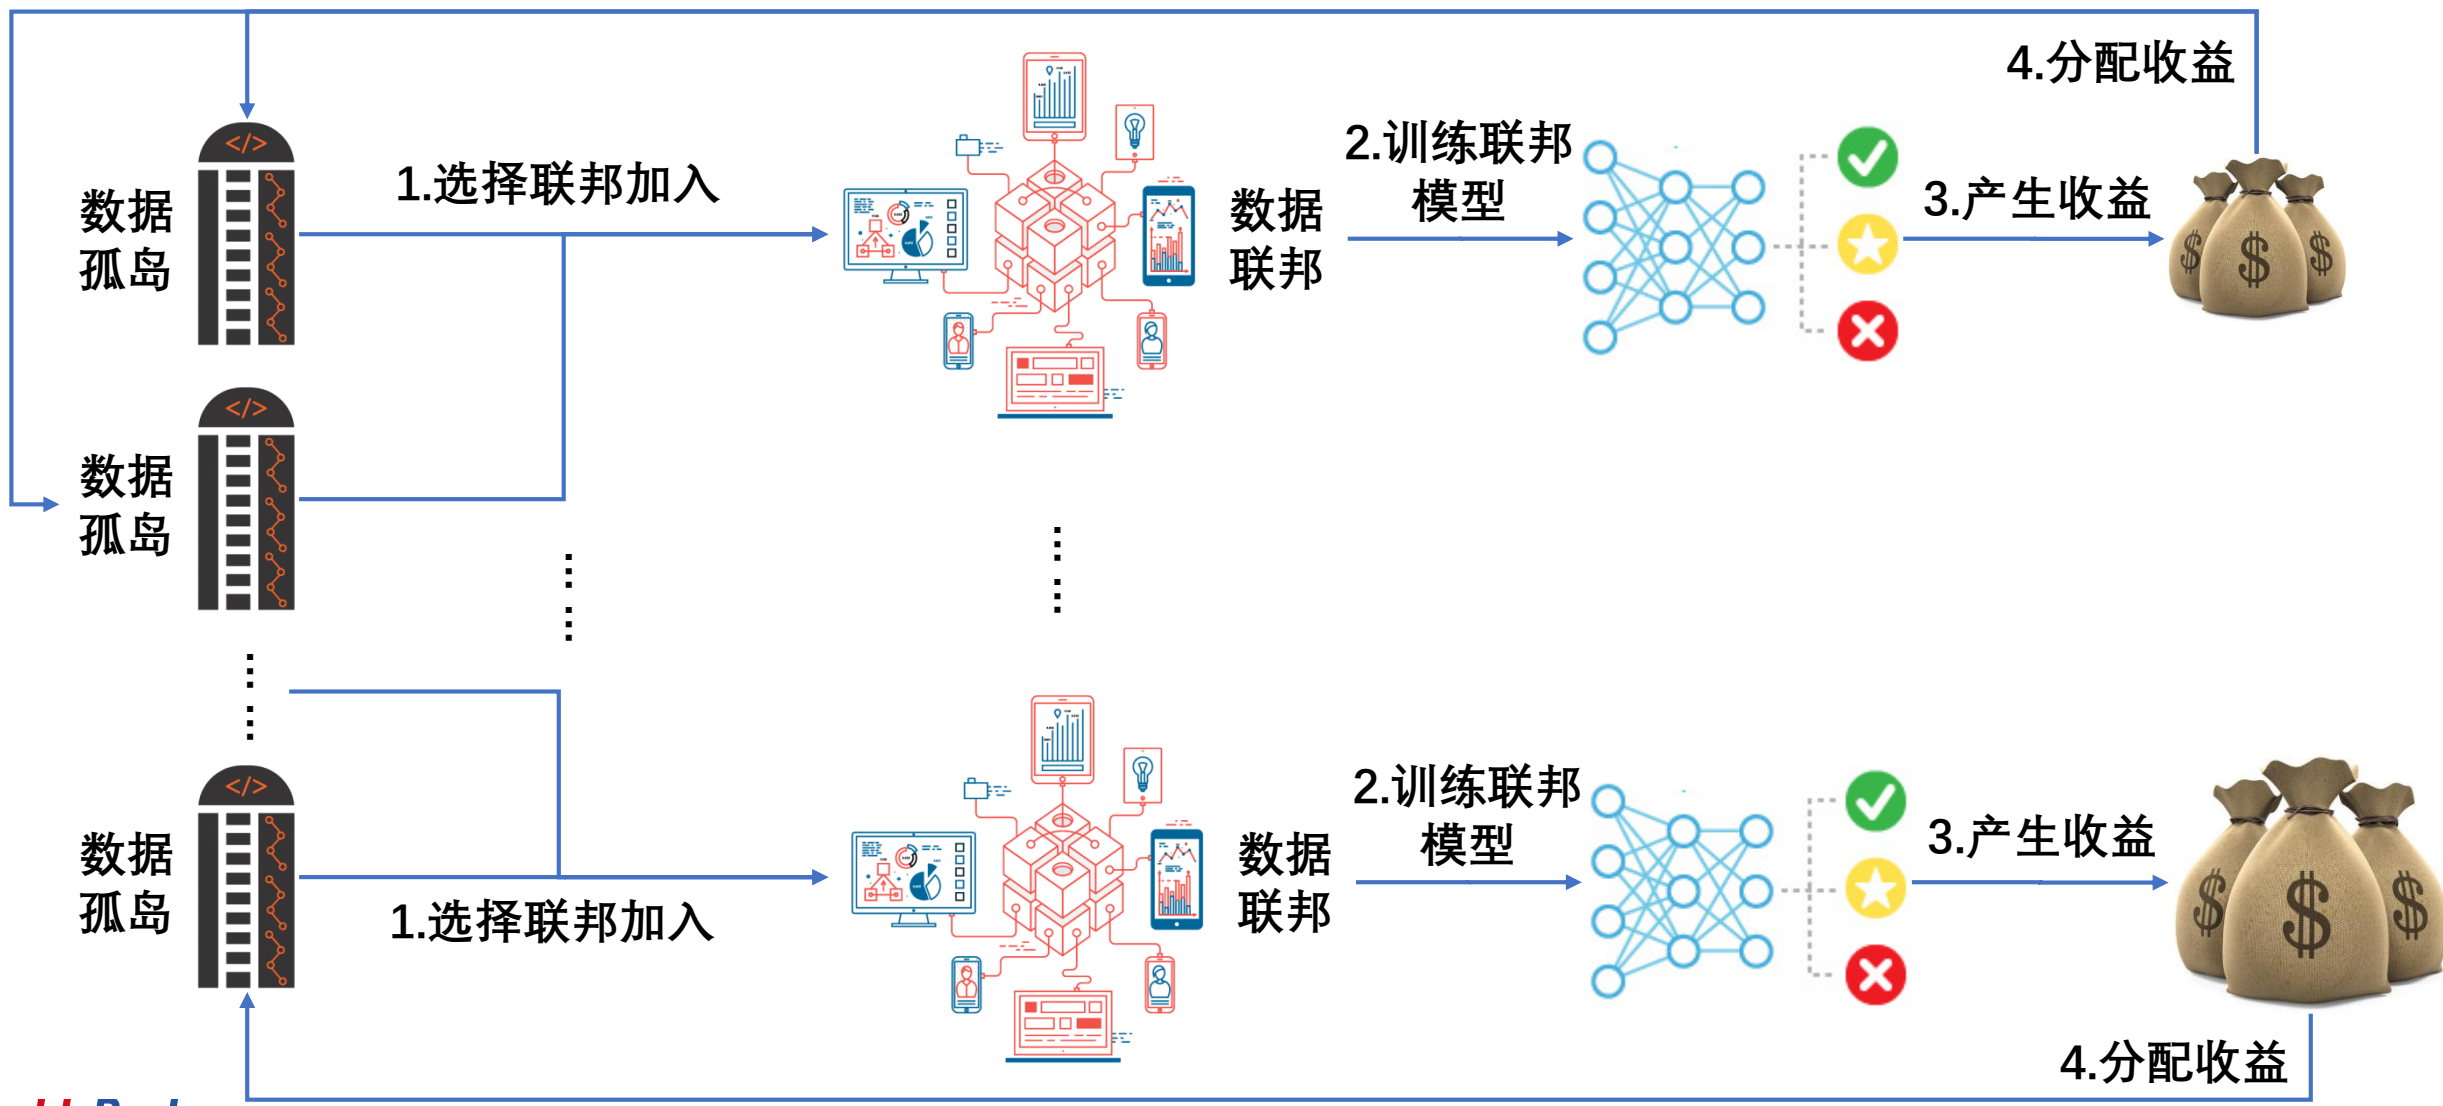 4.分配收益
数据
孤岛
1.选择联邦加入
数据
联邦
2.训练联邦
模型
3.产生收益
数据
孤岛
数据
孤岛
1.选择联邦加入
数据
联邦
2.训练联邦
模型
3.产生收益
4.分配收益